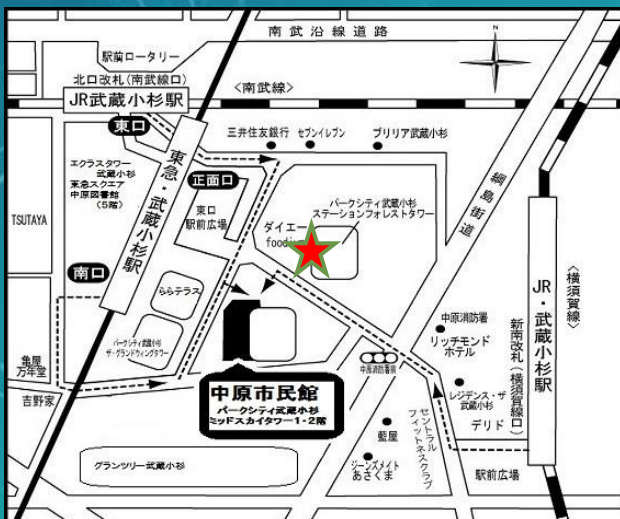 南武沿線道路
N
駅前ロータリー
北口改札(南武線口)
JR武蔵小杉駅
〈南武線〉
東口
三井住友銀行
セブンイレブン
ブリリア武蔵小杉
エクラスタワー
武蔵小杉
東急スクエア
中原図書館
(5階)
東急・武蔵小杉駅
正面口
東口
駅前広場
パークシティ武蔵小杉
ステーションフォレストタワー
ダイエー
foodium
綱島街道
TSUTAYA
南口
ららテラス
パークシティ武蔵小杉
ザ・グランドウィングタワー
JR・武蔵小杉駅
〈横須賀線〉
新南改札(横須賀線口)
中原消防署
リッチモンド
ホテル
中原消防署前
亀屋
万年堂
吉野家
中原市民館
パークシティ武蔵小杉
ミッドスカイタワー1・2階
レジデンス・ザ
武蔵小杉
デリド
セントラル
フィットネスクラブ
藍屋
ジーンズメイト
あさくま
駅前広場
グランツリー武蔵小杉